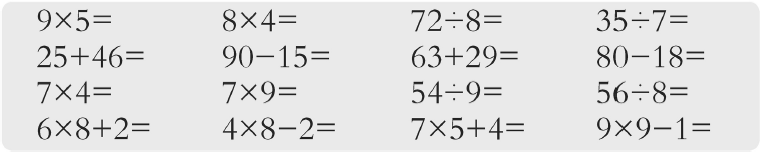 9×5= 8×4= 72÷8= 35÷7=
25+46= 90−15= 63+29= 80−18=
7×4= 7×9= 54÷9= 56÷8=
6×8+2= 4×8−2= 7×5+4= 9×9−1=